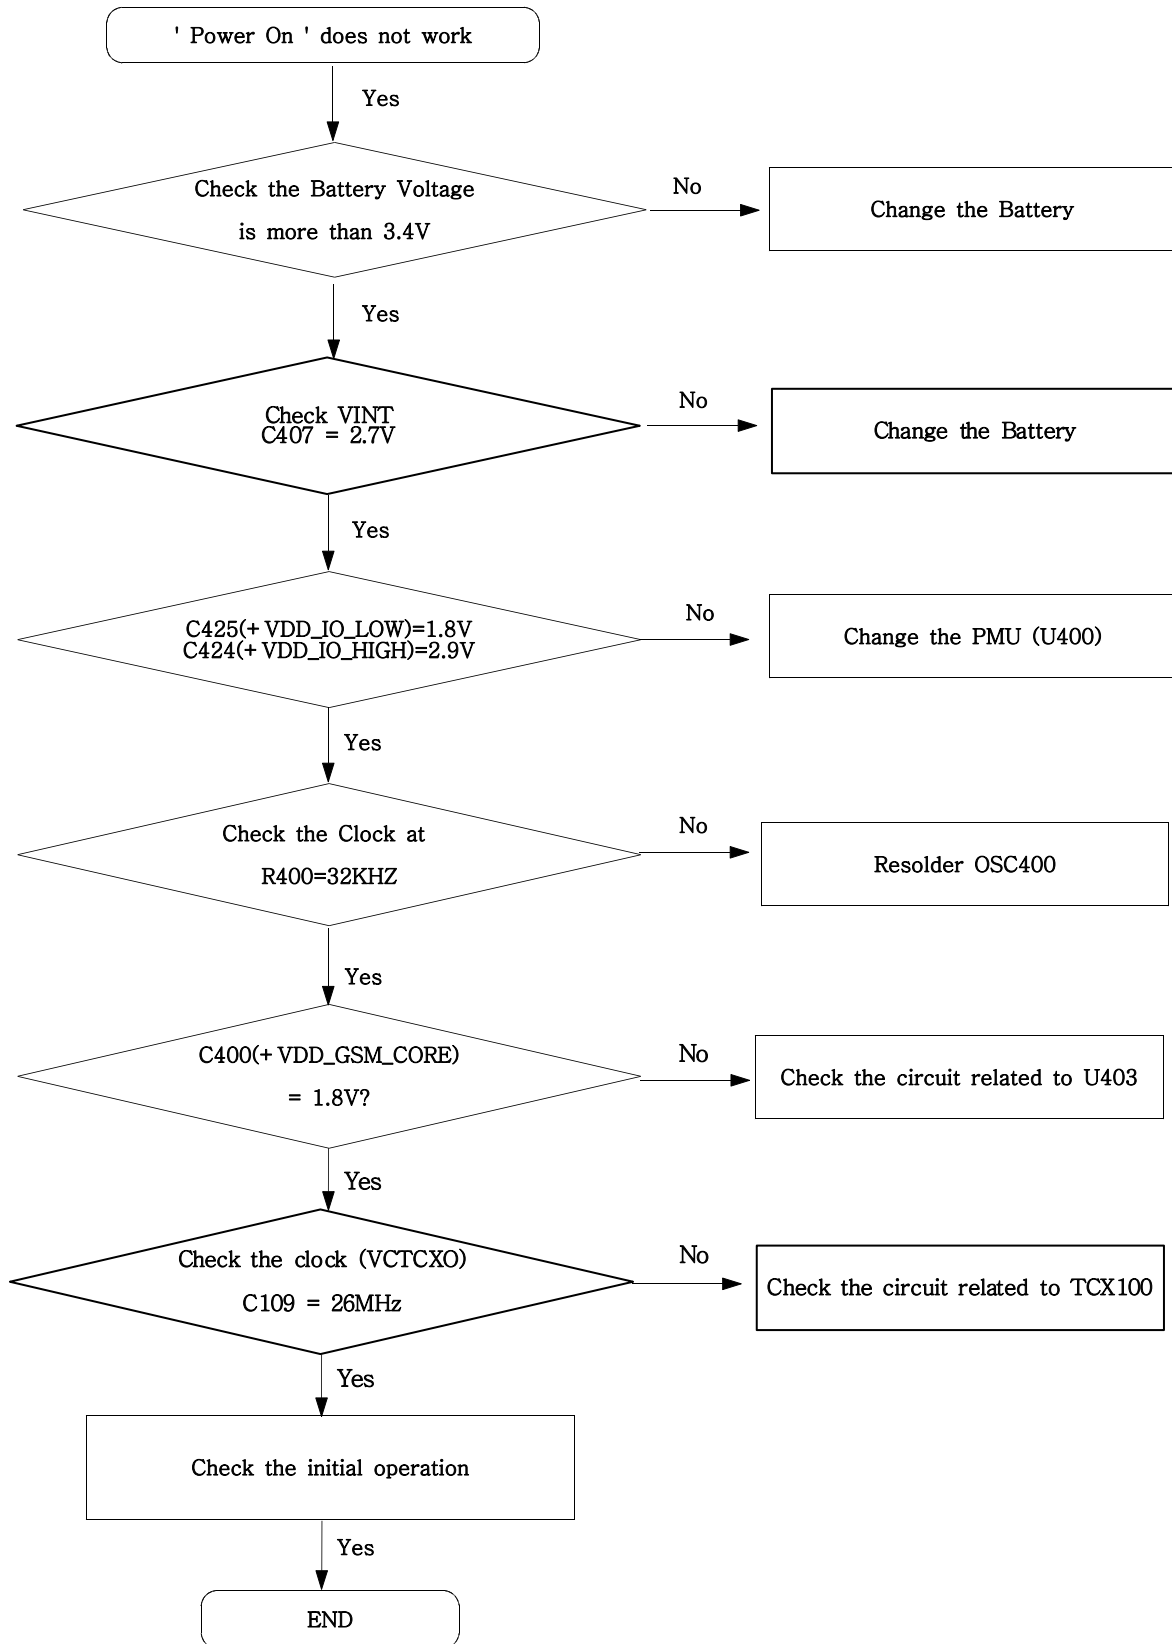 ' Power On ' does not work
Yes
Check the Battery Voltage
is more than 3.4V
No
Change the Battery
Yes
Check VINT
C407 = 2.7V
No
Change the Battery
Yes
C425(+VDD_IO_LOW)=1.8V
C424(+VDD_IO_HIGH)=2.9V
No
Change the PMU (U400)
Yes
Check the Clock at
R400=32KHZ
No
Resolder OSC400
Yes
C400(+VDD_GSM_CORE)
= 1.8V?
No
Check the circuit related to U403
Yes
Check the clock (VCTCXO)
C109 = 26MHz
No
Check the circuit related to TCX100
Yes
Check the initial operation
Yes
END